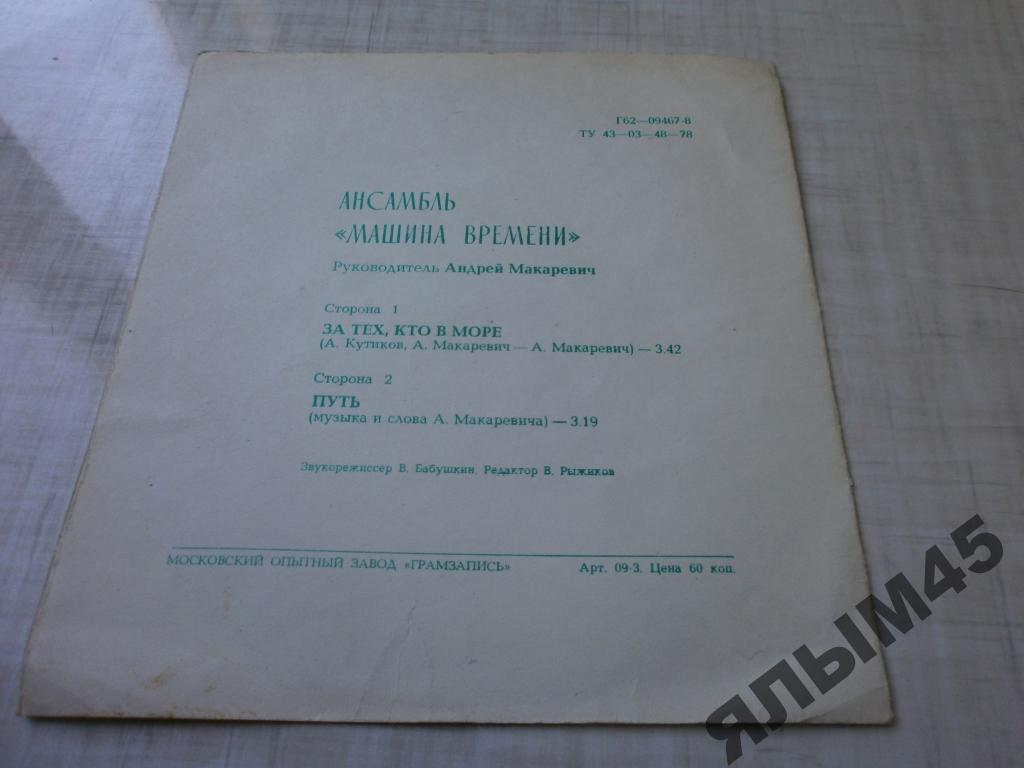 Г62—09467-8
ТУ 43—03—48—78
АНСАМБЛЬ
«МАШИНА ВРЕМЕНИ»
Руководитель Андрей Макаревич
Сторона 1
ЗА ТЕХ, КТО В МОРЕ
(А. Кутиков, А. Макаревич — А. Макаревич) — 3.42
Сторона 2
ПУТЬ
(музыка и слова А. Макаревича) — 3.19
Звукорежиссер В. Бабушкин. Редактор В. Рыжиков
МОСКОВСКИЙ ОПЫТНЫЙ ЗАВОД «ГРАМЗАПИСЬ» Арт. 09-3. Цена 60 коп.
ЯЛЫМ45